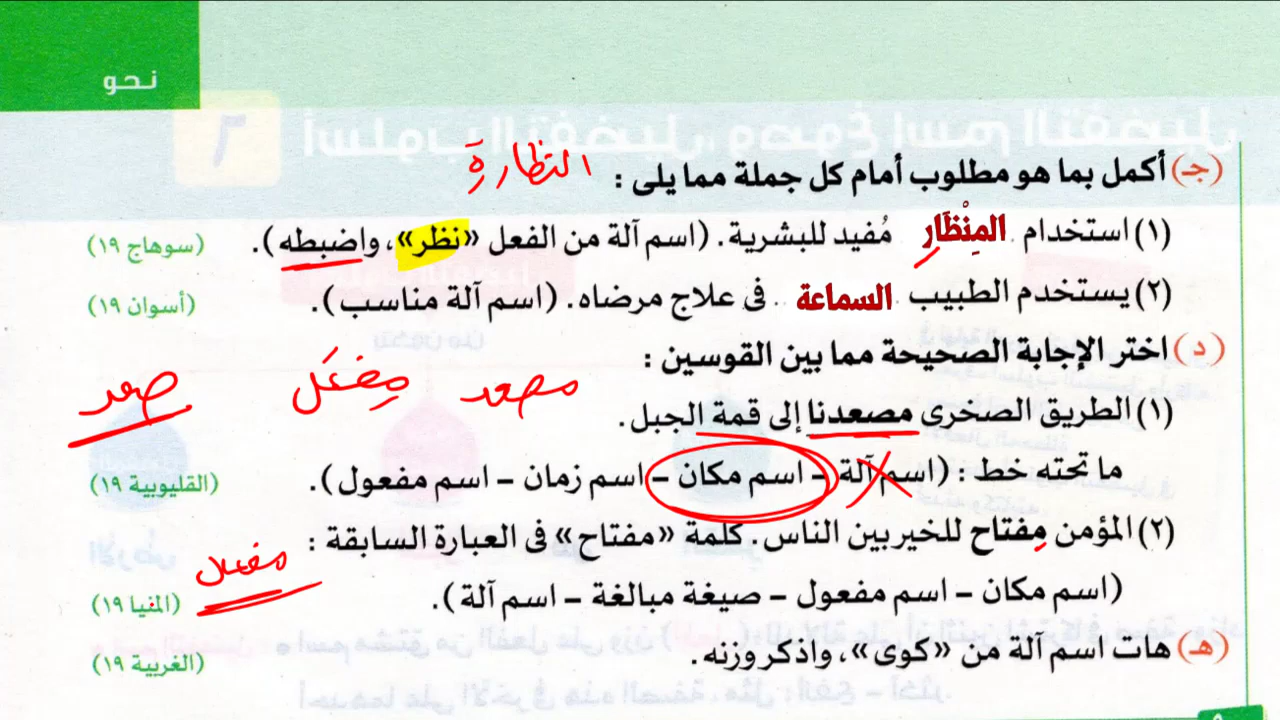 نحو
(جـ) أكمل بما هو مطلوب أمام كل جملة مما يلى :
النظارة
(١) استخدام المِنْظَارِ مُفيد للبشرية. (اسم آلة من الفعل «نظر»، واضبطه). (سوهاج ١٩)
(٢) يستخدم الطبيب السماعة فى علاج مرضاه. (اسم آلة مناسب). (أسوان ١٩)
(د) اختر الإجابة الصحيحة مما بين القوسين :
مصعد مِفعَل صعد
(١) الطريق الصخرى مصعدنا إلى قمة الجبل.
ما تحته خط : (اسم آلة – اسم مكان – اسم زمان – اسم مفعول). (القليوبية ١٩)
(٢) المؤمن مِفتاح للخير بين الناس. كلمة «مفتاح» فى العبارة السابقة :
مفعال
(اسم مكان – اسم مفعول – صيغة مبالغة – اسم آلة). (المنيا ١٩)
(هـ) هات اسم آلة من «كوى»، واذكر وزنه. (الغربية ١٩)